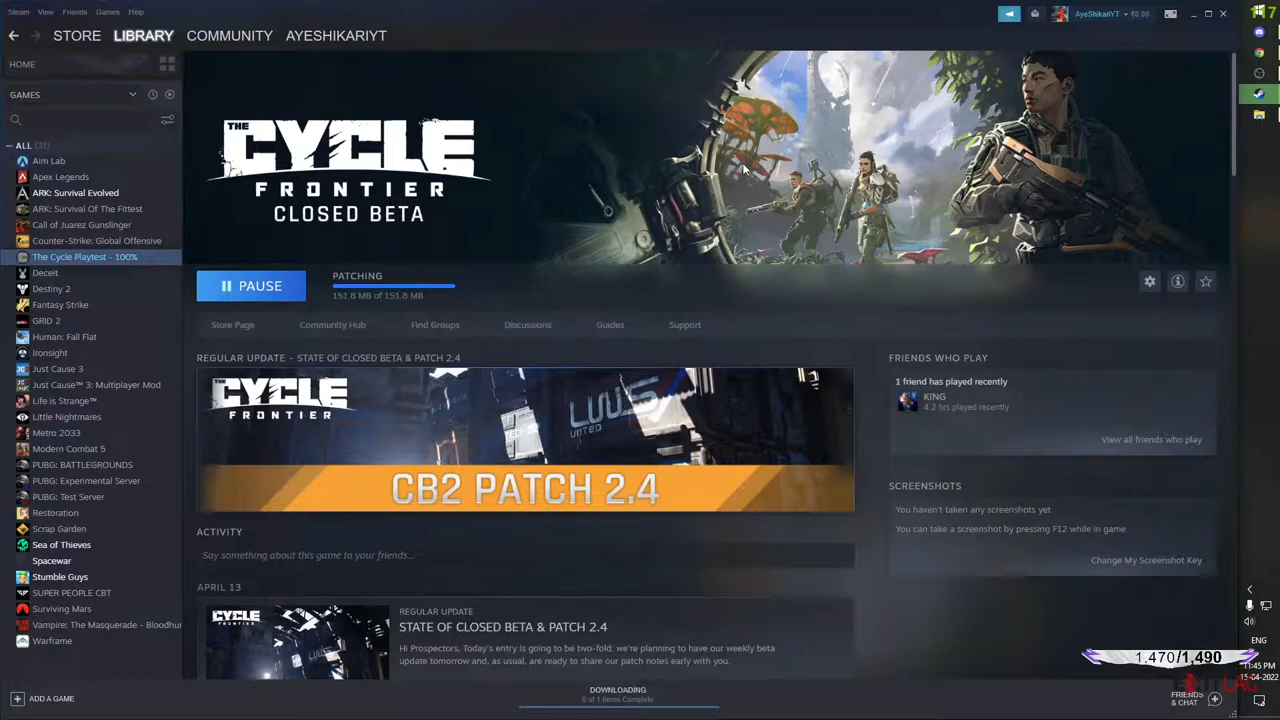 Steam View Friends Games Help
AyeShikariYT
STORE LIBRARY COMMUNITY AYESHIKARIYT
HOME
GAMES
ALL
Aim Lab
Apex Legends
ARK: Survival Evolved
ARK: Survival Of The Fittest
Call of Juarez Gunslinger
Counter-Strike: Global Offensive
The Cycle Playtest - 100%
Deceit
Destiny 2
Fantasy Strike
GRID 2
Human: Fall Flat
Ironsight
Just Cause 3
Just Cause™ 3: Multiplayer Mod
Life is Strange™
Little Nightmares
Metro 2033
Modern Combat 5
PUBG: BATTLEGROUNDS
PUBG: Experimental Server
PUBG: Test Server
Restoration
Scrap Garden
Sea of Thieves
Spacewar
Stumble Guys
SUPER PEOPLE CBT
Surviving Mars
Vampire: The Masquerade - Bloodhun
Warframe
ADD A GAME
THE
CYCLE
FRONTIER
CLOSED BETA
PAUSE
PATCHING
151.8 MB of 151.8 MB
Store Page Community Hub Find Groups Discussions Guides Support
REGULAR UPDATE - STATE OF CLOSED BETA & PATCH 2.4
THE
CYCLE
FRONTIER
UNITED
CB2 PATCH 2.4
ACTIVITY
Say something about this game to your friends...
APRIL 13
THE
CYCLE
FRONTIER
REGULAR UPDATE
STATE OF CLOSED BETA & PATCH 2.4
Hi Prospectors, Today's entry is going to be two-fold: we're planning to have our weekly
beta update tomorrow and, as usual, are ready to share our patch notes early with you.
FRIENDS WHO PLAY
1 friend has played recently
KING
4.2 hrs played recently
View all friends who play
SCREENSHOTS
You haven't taken any screenshots yet
You can take a screenshot by pressing F12 while in game.
Change My Screenshot Key
DOWNLOADING
0 of 1 Items Complete
FRIENDS
& CHAT
1.470/1.490
ENG
11:45 PM
15-04-2022